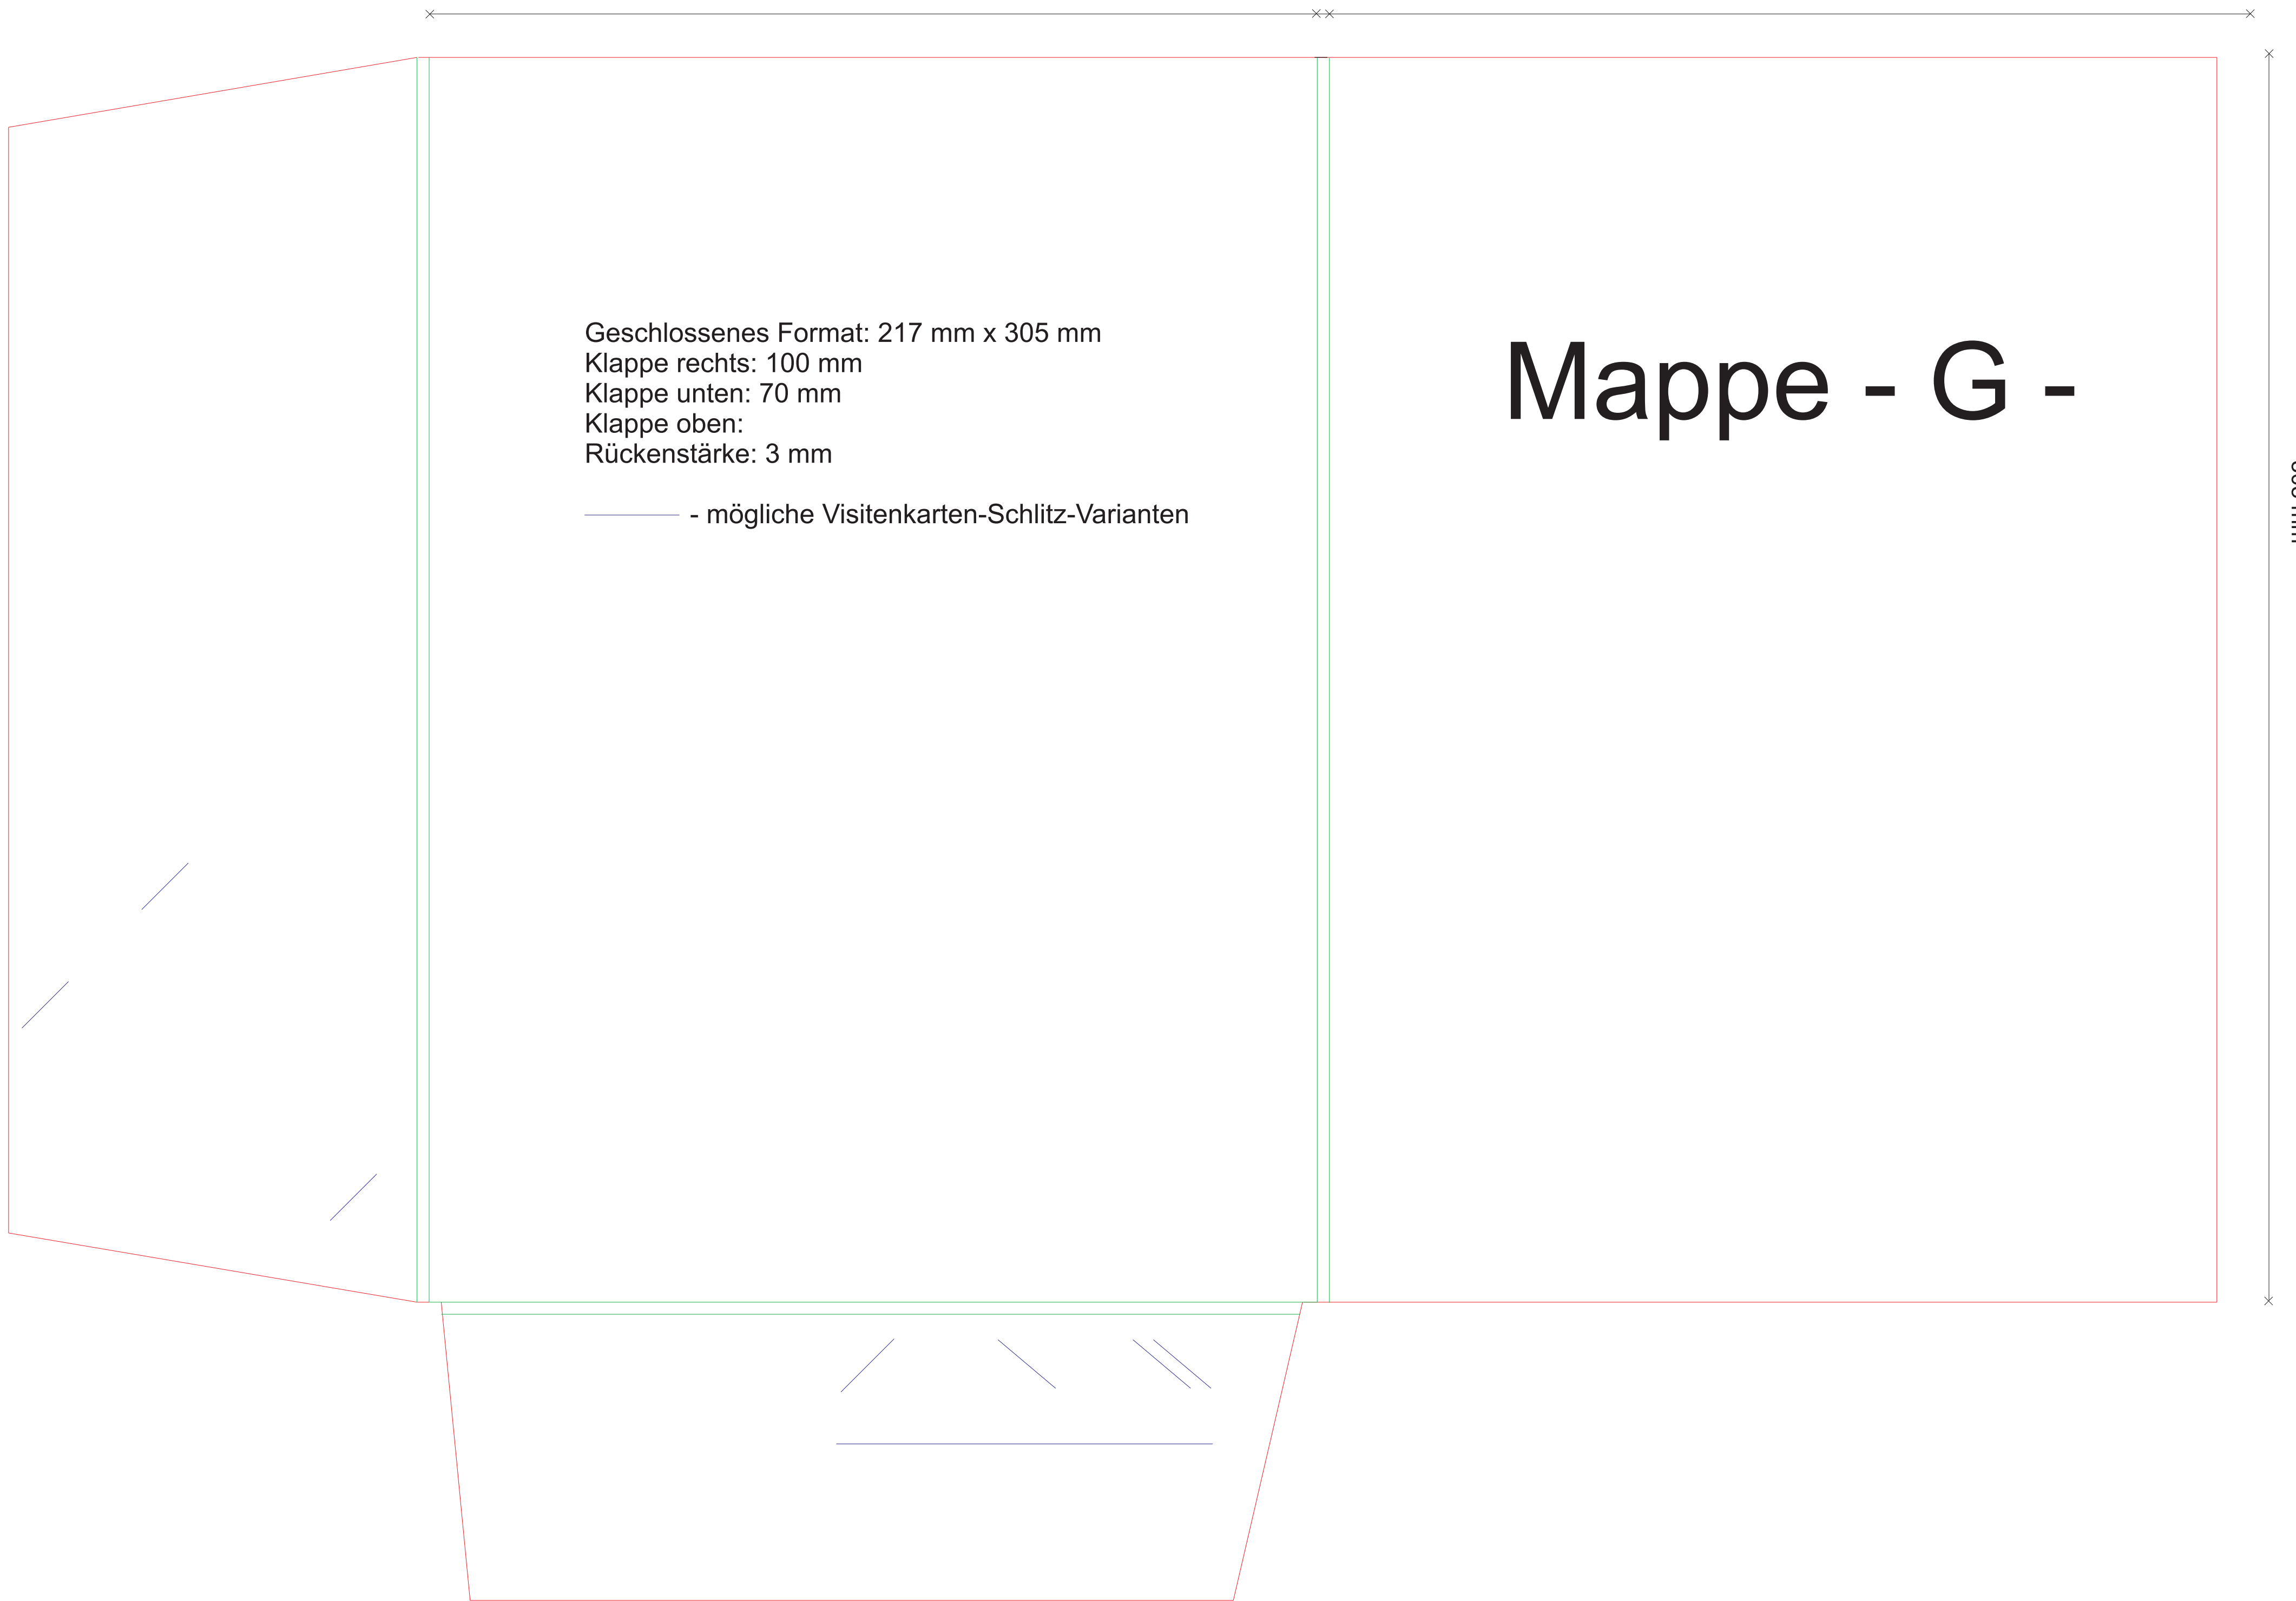 Geschlossenes Format: 217 mm x 305 mm
Klappe rechts: 100 mm
Klappe unten: 70 mm
Klappe oben:
Rückenstärke: 3 mm
- mögliche Visitenkarten-Schlitz-Varianten
Mappe - G -